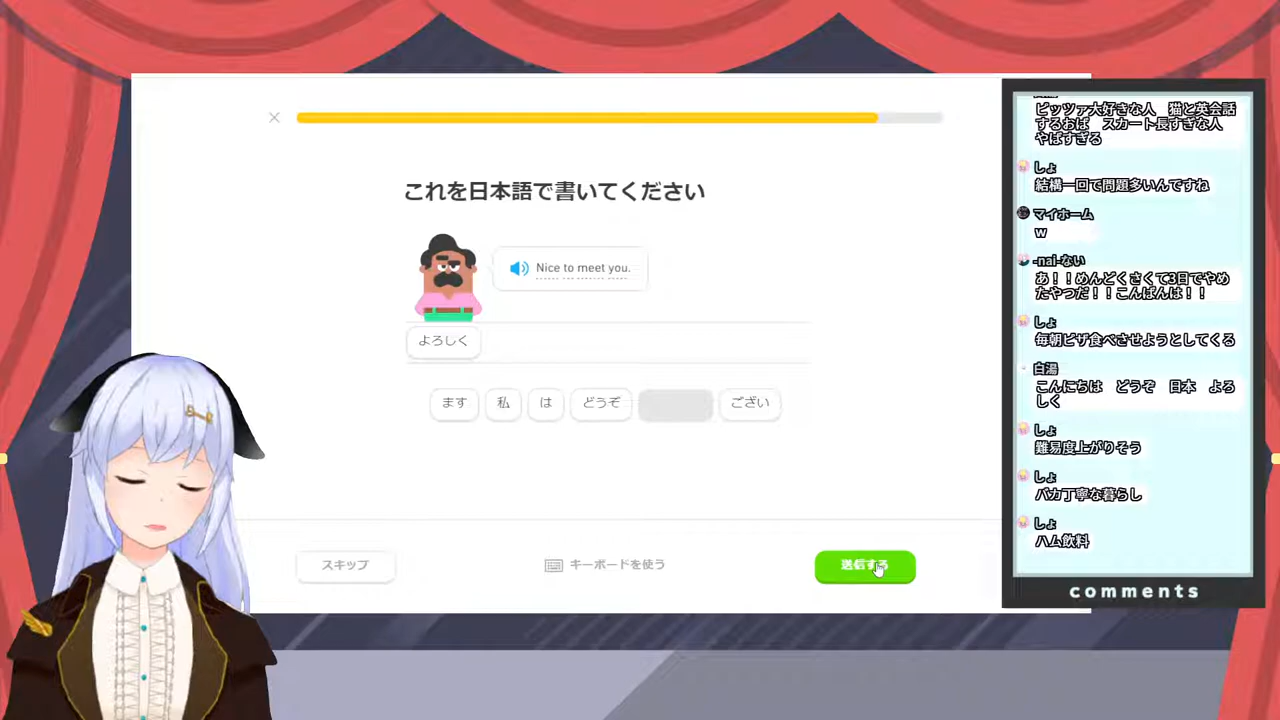 これを日本語で書いてください
Nice to meet you.
よろしく
ます 私 は どうぞ ござい
スキップ
キーボードを使う
送信する
ピッツァ大好きな人　猫と英会話
するおば　スカート長すぎな人
やばすぎる
しょ
結構一回で問題多いんですね
マイホーム
w
-nai-ない
あ！！めんどくさくて3日でやめ
たやつだ！！こんばんは！！
しょ
毎朝ピザ食べさせようとしてくる
白湯
こんにちは　どうぞ　日本　よろ
しく
しょ
難易度上がりそう
しょ
バカ丁寧な暮らし
しょ
ハム飲料
comments